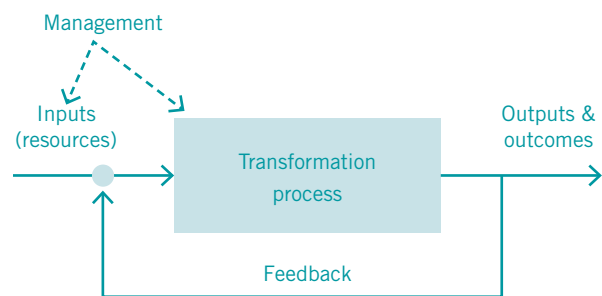 Management
Inputs
(resources)
Transformation
process
Outputs &
outcomes
Feedback